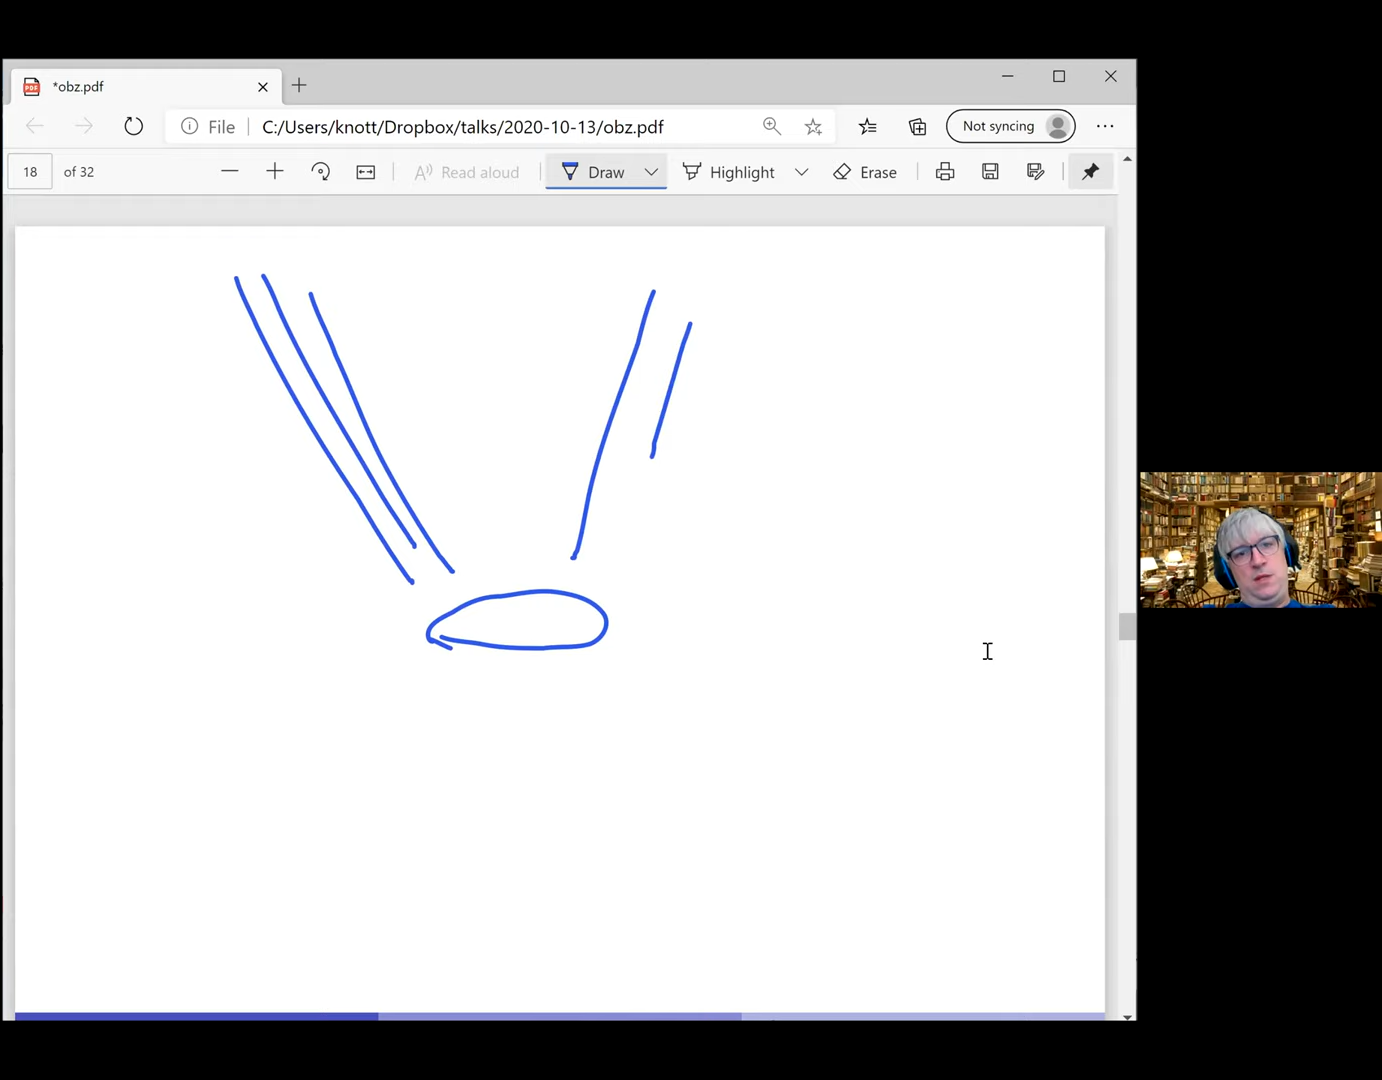 *obz.pdf
File C:/Users/knott/Dropbox/talks/2020-10-13/obz.pdf Not syncing
18 of 32 Read aloud Draw Highlight Erase